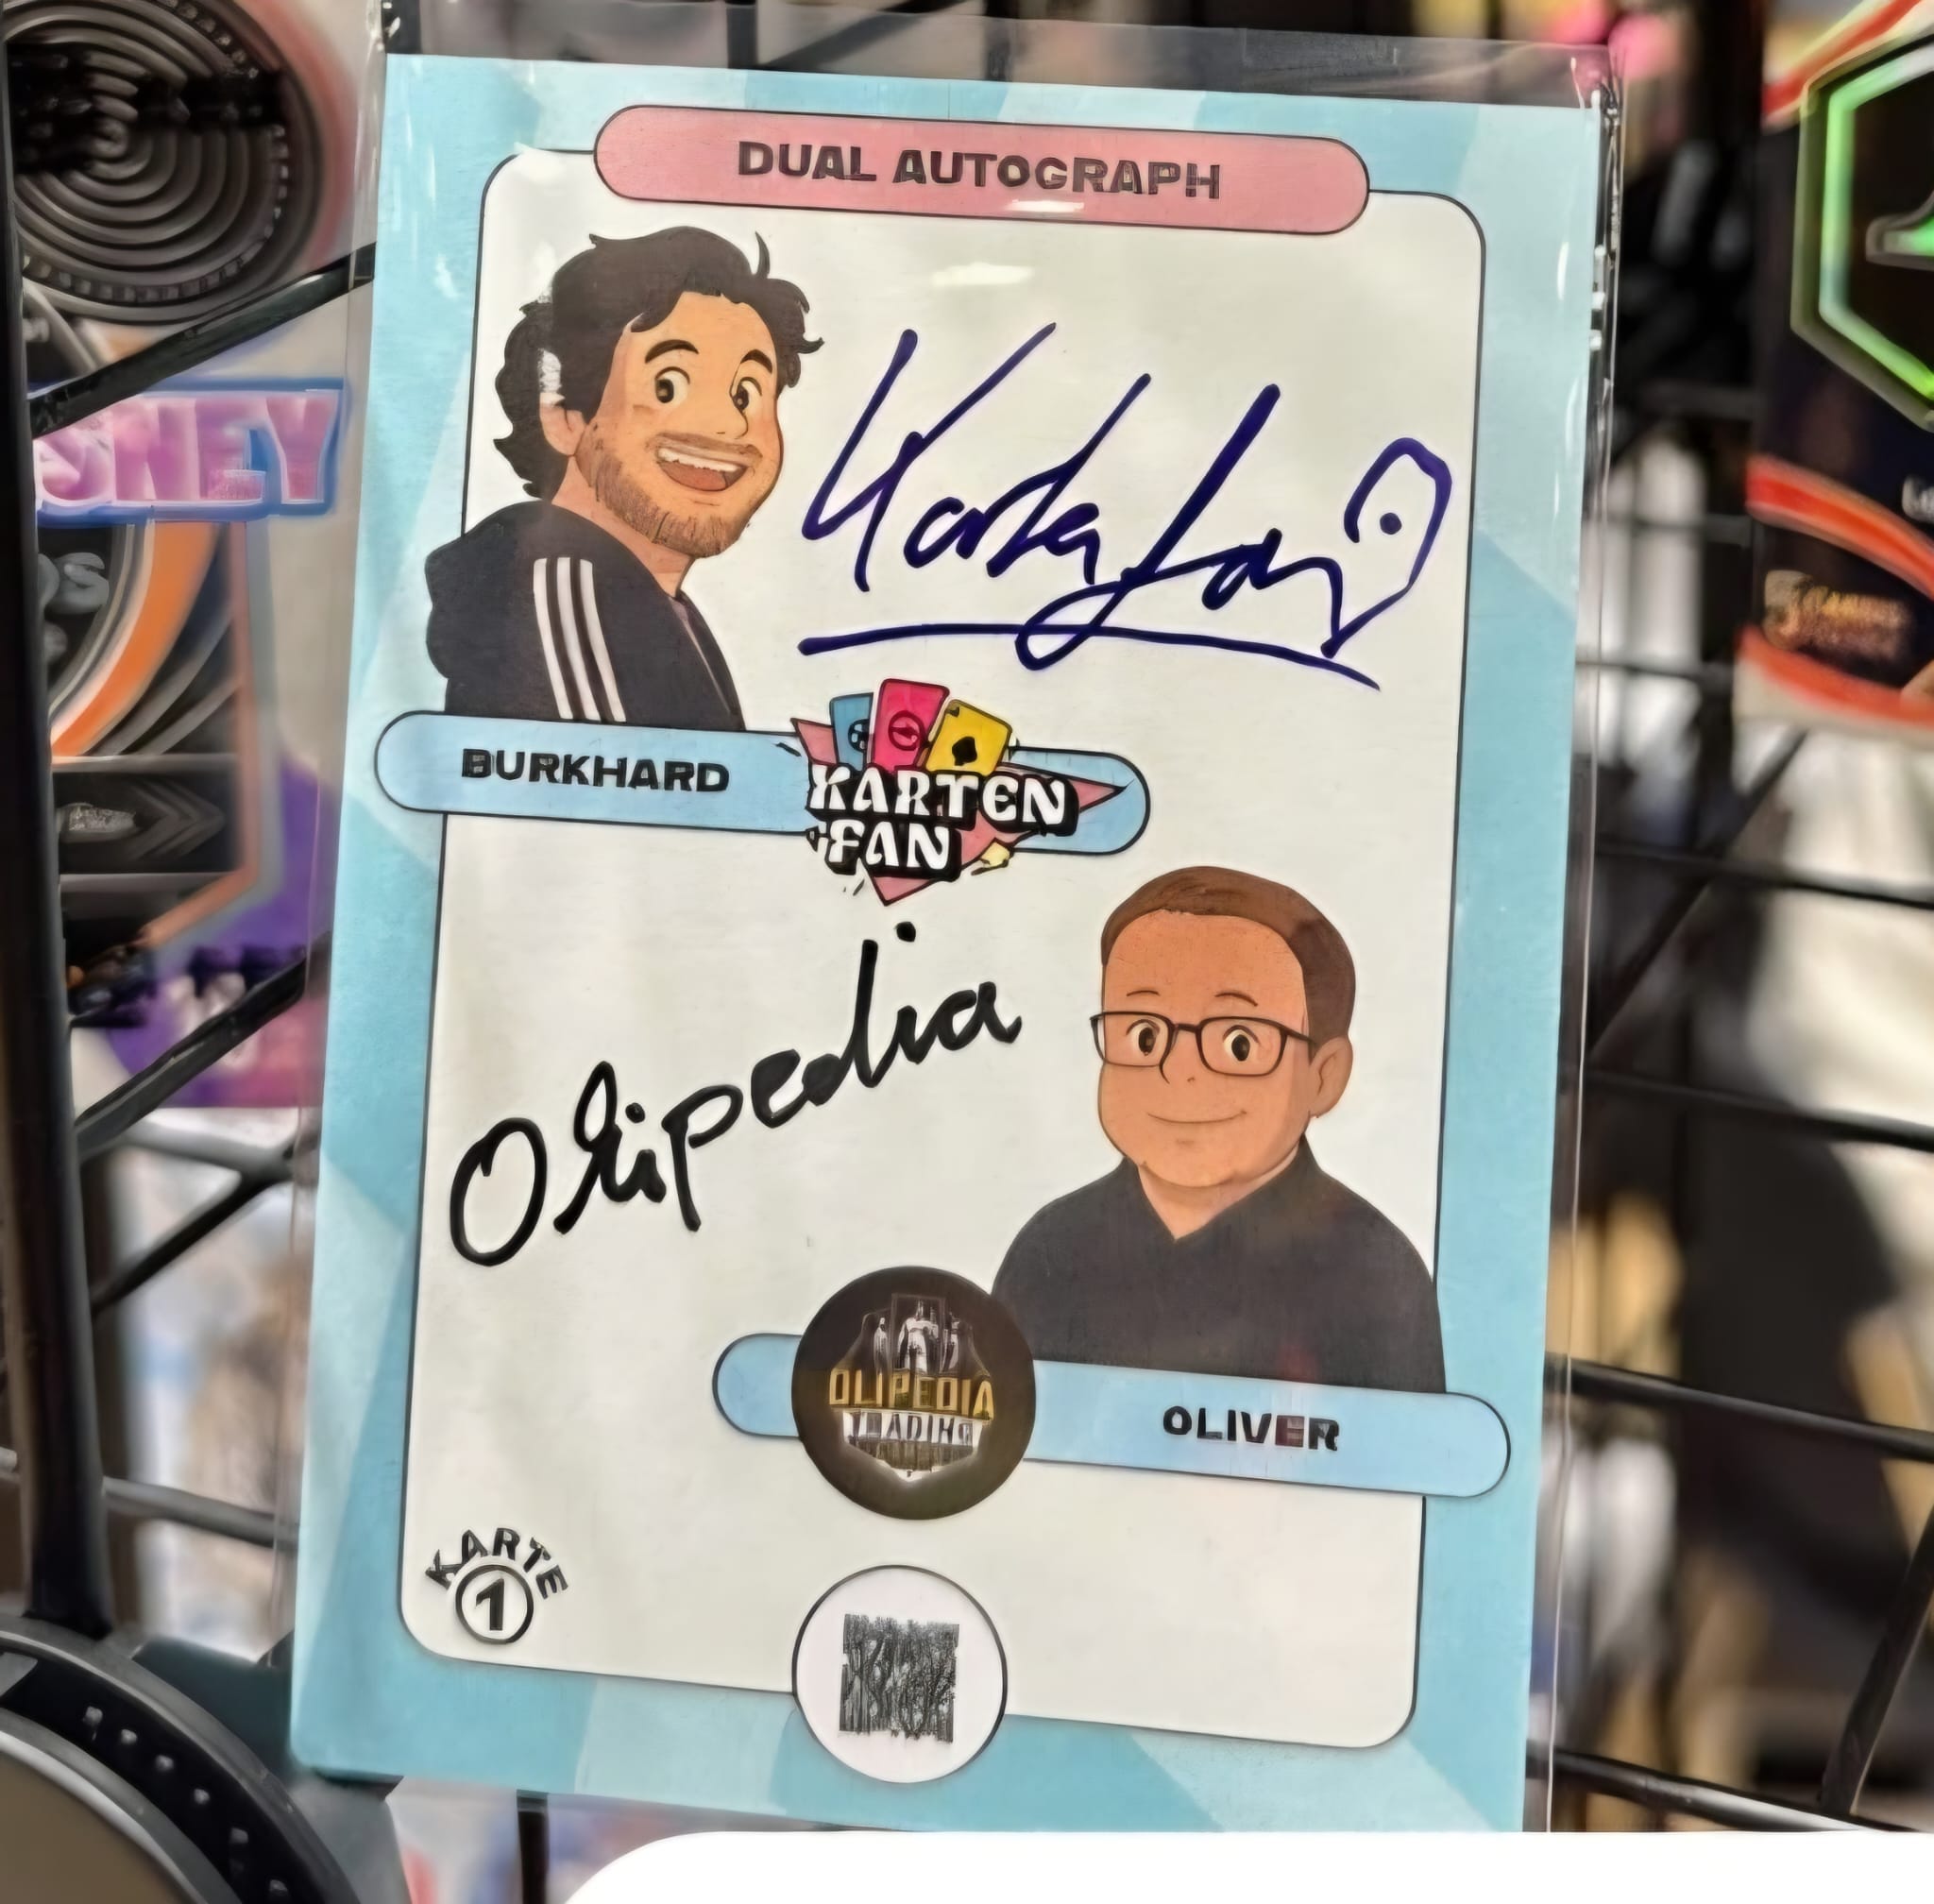 DUAL AUTOGRAPH
Kartenfan
BURKHARD
KARTEN
FAN
Olipedia
OLIPEDIA
TRADING
OLIVER
KARTE
1